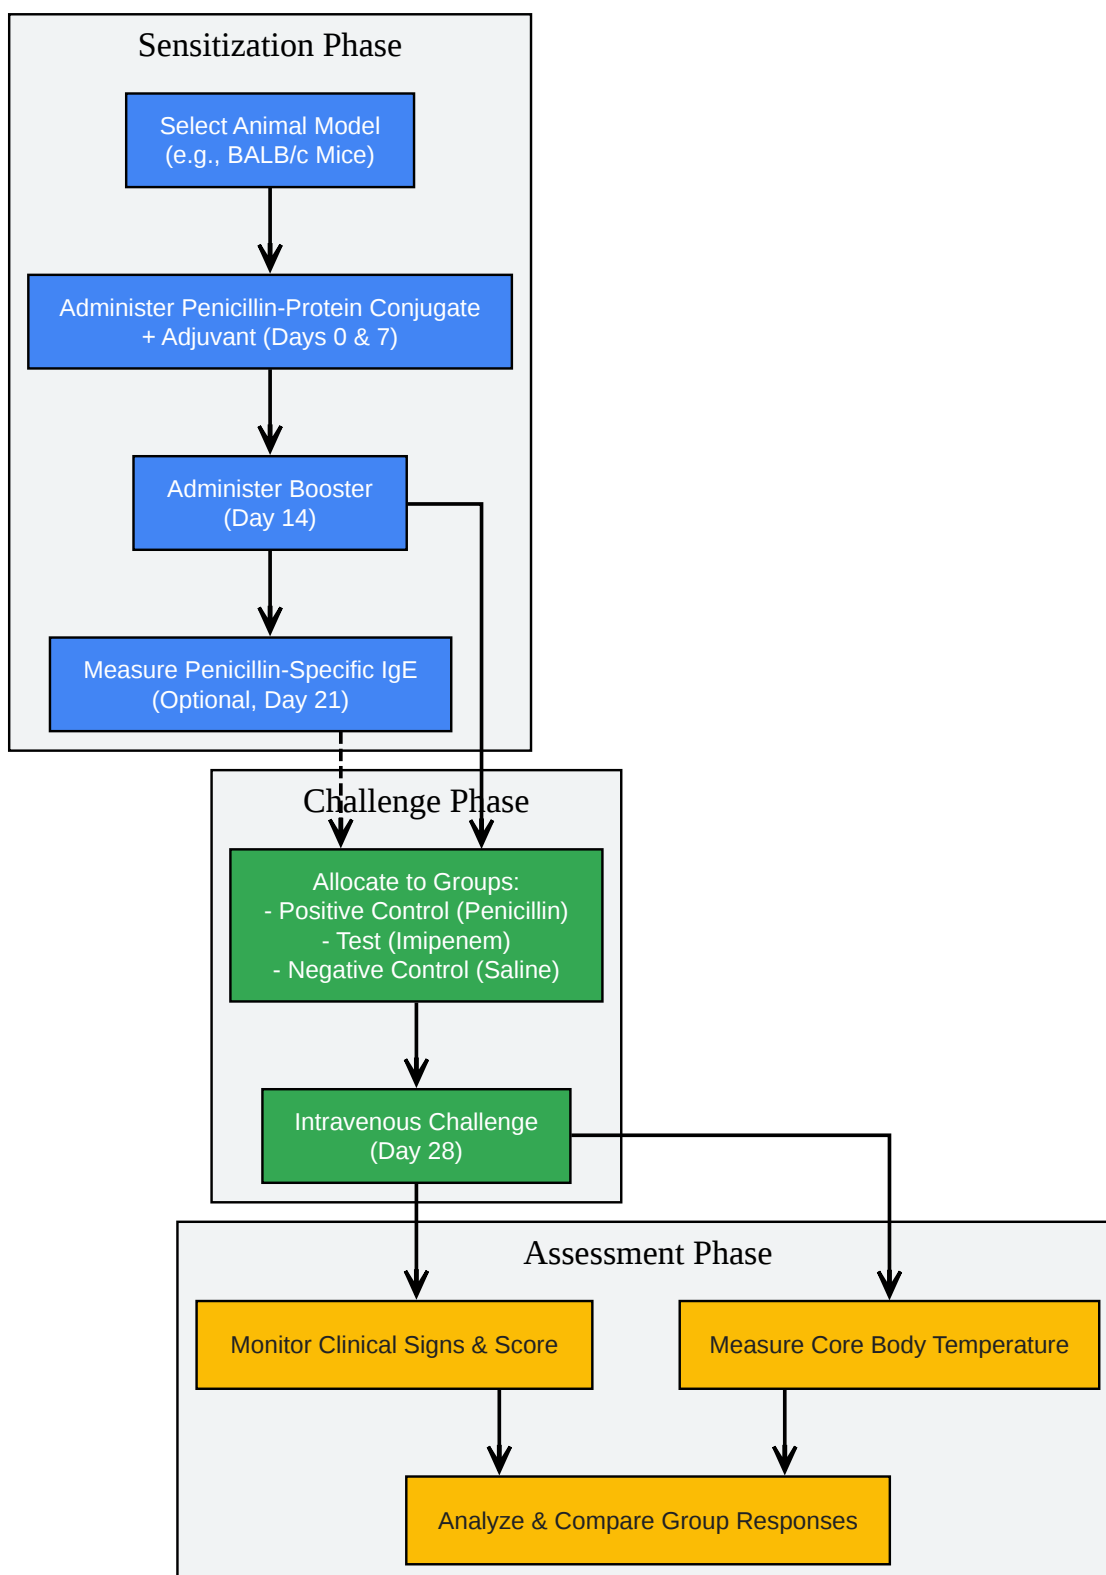 Sensitization Phase
Select Animal Model
(e.g., BALB/c Mice)
Administer Penicillin-Protein Conjugate
+ Adjuvant (Days 0 & 7)
Administer Booster
(Day 14)
Measure Penicillin-Specific IgE
(Optional, Day 21)
Challenge Phase
Allocate to Groups:
- Positive Control (Penicillin)
- Test (Imipenem)
- Negative Control (Saline)
Intravenous Challenge
(Day 28)
Assessment Phase
Monitor Clinical Signs & Score
Measure Core Body Temperature
Analyze & Compare Group Responses